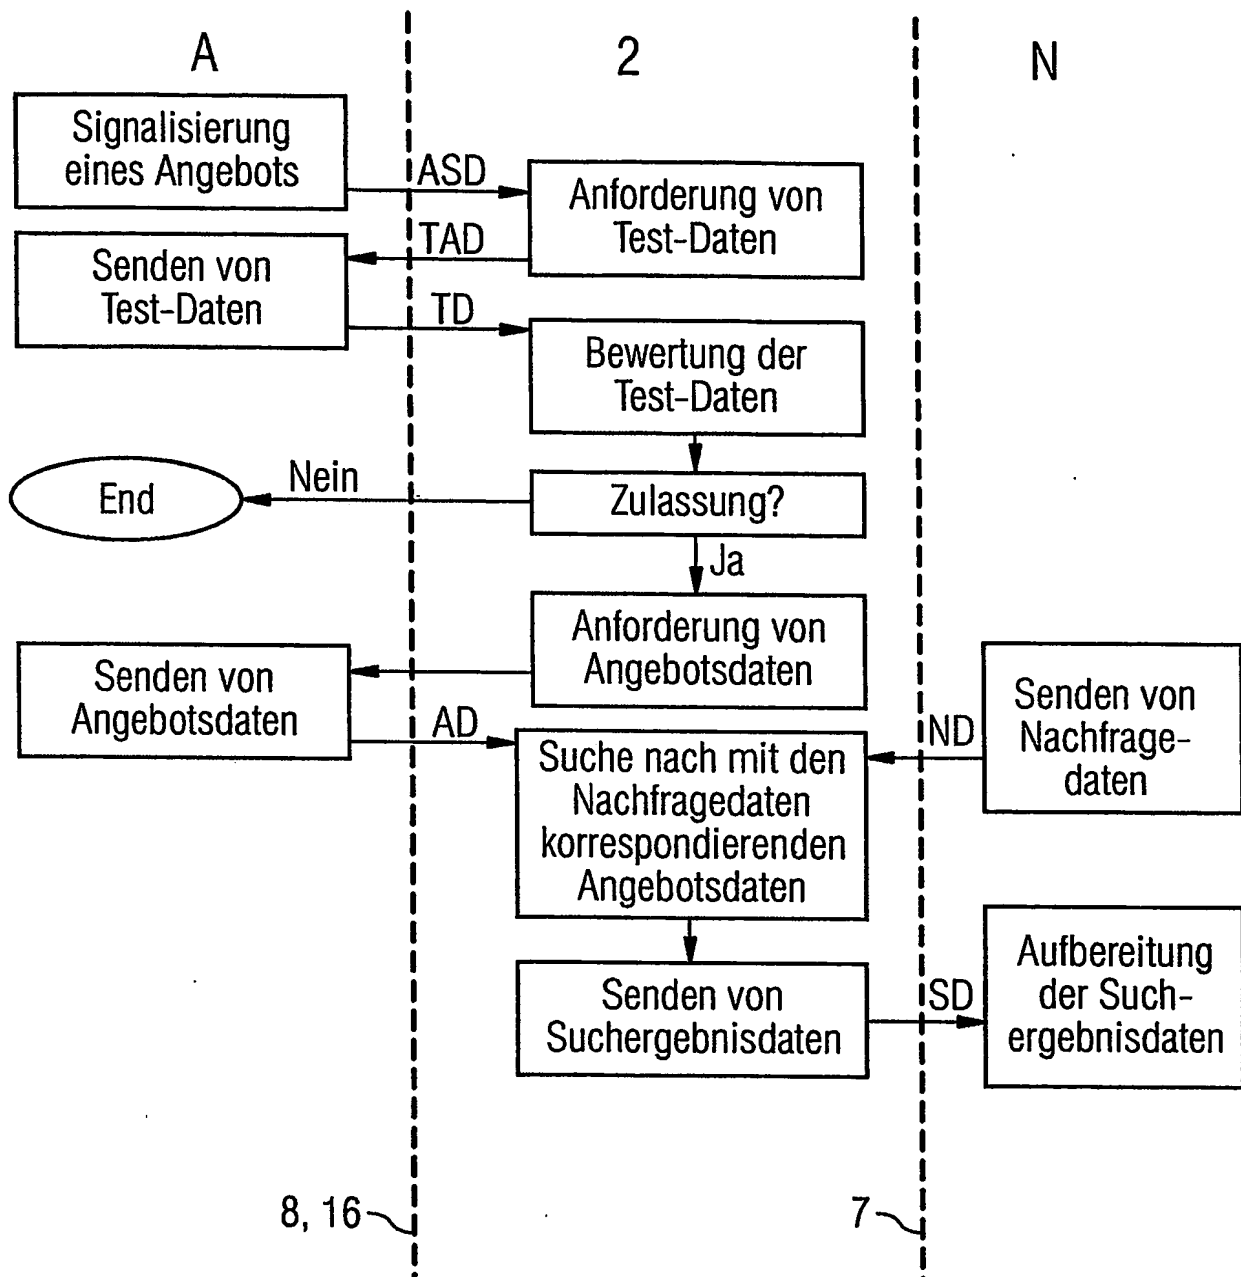 A
2
N
Signalisierung
eines Angebots
ASD
Anforderung von
Test-Daten
TAD
Senden von
Test-Daten
TD
Bewertung der
Test-Daten
End
Nein
Zulassung?
Ja
Anforderung von
Angebotsdaten
Senden von
Angebotsdaten
AD
Suche nach mit den
Nachfragedaten
korrespondierenden
Angebotsdaten
ND
Senden von
Nachfrage-
daten
Senden von
Suchergebnisdaten
SD
Aufbereitung
der Such-
ergebnisdaten
8, 16
7